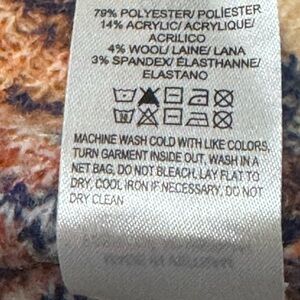 79% POLYESTER/ POLIÉSTER
14% ACRYLIC/ ACRYLIQUE/
ACRILICO
4% WOOL/ LAINE/ LANA
3% SPANDEX/ ÉLASTHANNE/
ELASTANO
MACHINE WASH COLD WITH LIKE COLORS,
TURN GARMENT INSIDE OUT, WASH IN A
NET BAG, DO NOT BLEACH, LAY FLAT TO
DRY, COOL IRON IF NECESSARY, DO NOT
DRY CLEAN